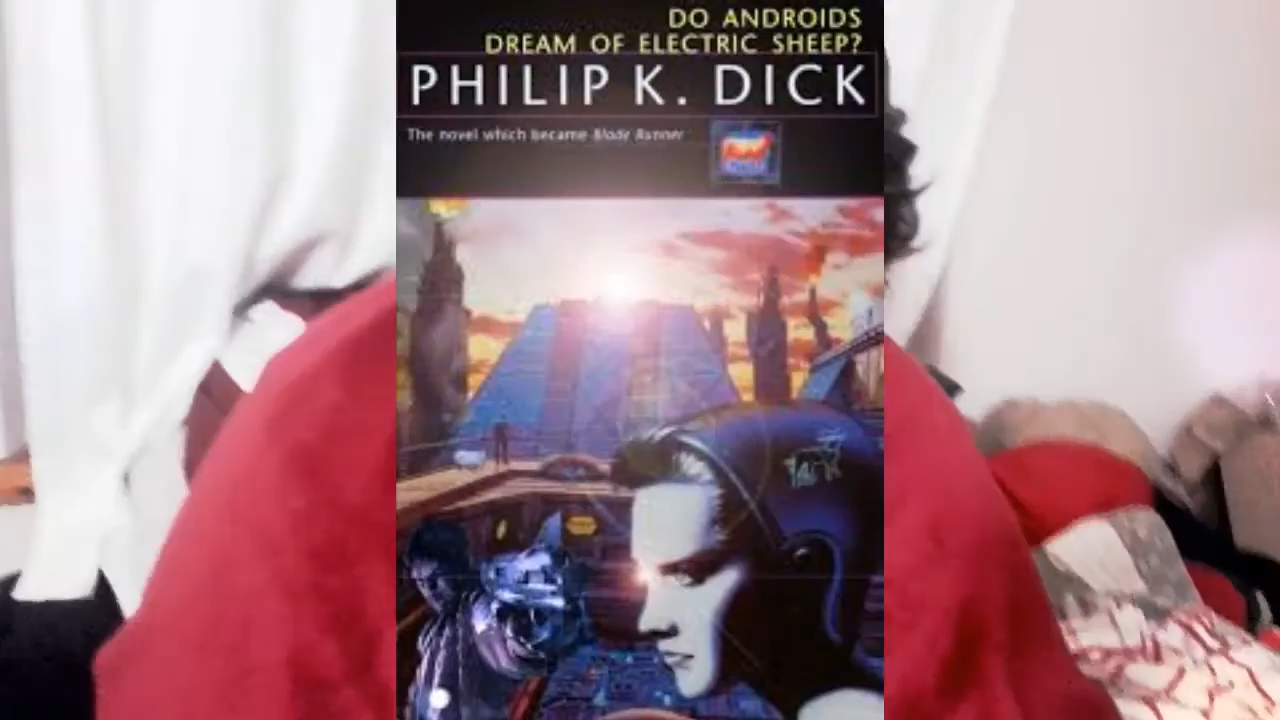 DO ANDROIDS
DREAM OF ELECTRIC SHEEP?
PHILIP K. DICK
The novel which became Blade Runner